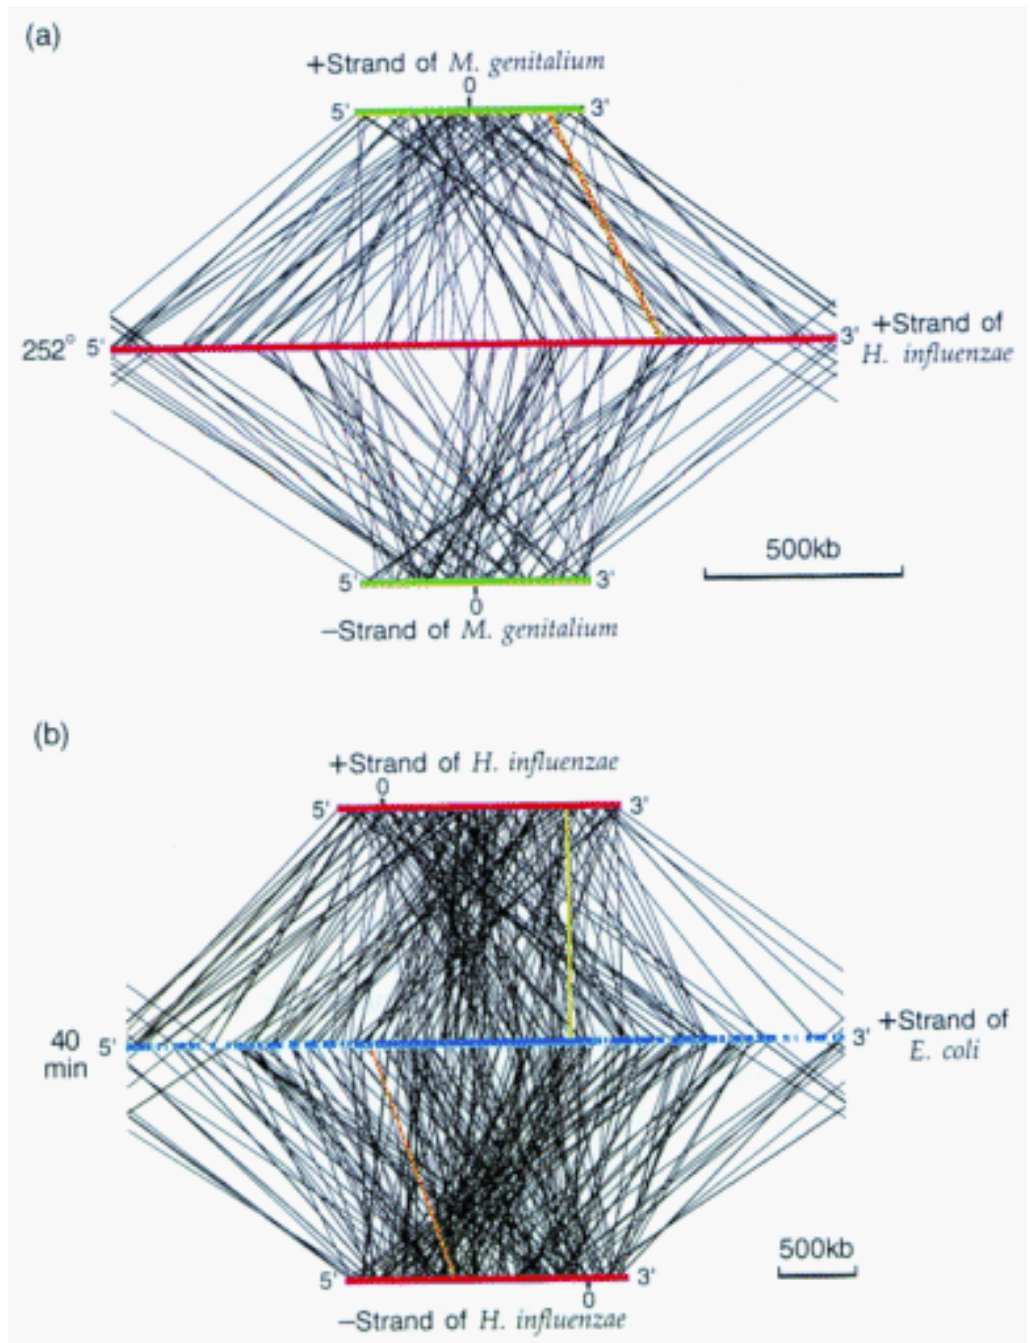 (a)
+Strand of M. genitalium
0
5' 3'
252° 5' 3' +Strand of
H. influenzae
500kb
5' 3'
0
−Strand of M. genitalium
(b)
+Strand of H. influenzae
0
5' 3'
40 5' 3' +Strand of
min E. coli
500kb
5' 3'
0
−Strand of H. influenzae